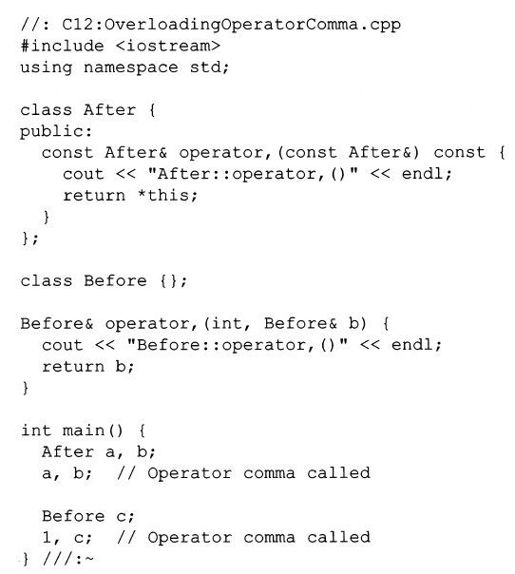 //: C12:OverloadingOperatorComma.cpp
#include <iostream>
using namespace std;

class After {
public:
  const After& operator,(const After&) const {
    cout << "After::operator,()" << endl;
    return *this;
  }
};

class Before {};

Before& operator,(int, Before& b) {
  cout << "Before::operator,()" << endl;
  return b;
}

int main() {
  After a, b;
  a, b;  // Operator comma called

  Before c;
  1, c;  // Operator comma called
} ///:~